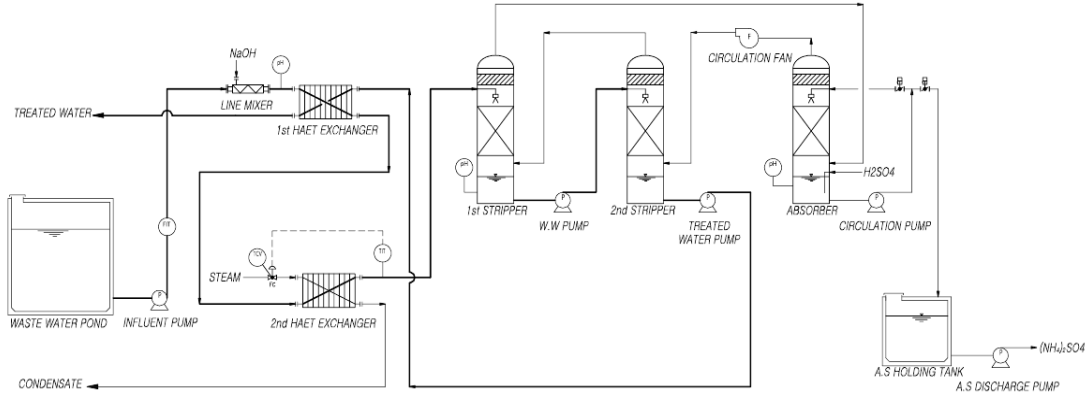 NaOH
pH
LINE MIXER
TREATED WATER
1st HAET EXCHANGER
FIT
TCV
TIT
STEAM
FC
2nd HAET EXCHANGER
WASTE WATER POND
P
INFLUENT PUMP
CONDENSATE
pH
1st STRIPPER
P
W.W PUMP
2nd STRIPPER
P
TREATED
WATER PUMP
F
CIRCULATION FAN
pH
H2SO4
ABSORBER
P
CIRCULATION PUMP
A.S HOLDING TANK
P
(NH₄)₂SO4
A.S DISCHARGE PUMP